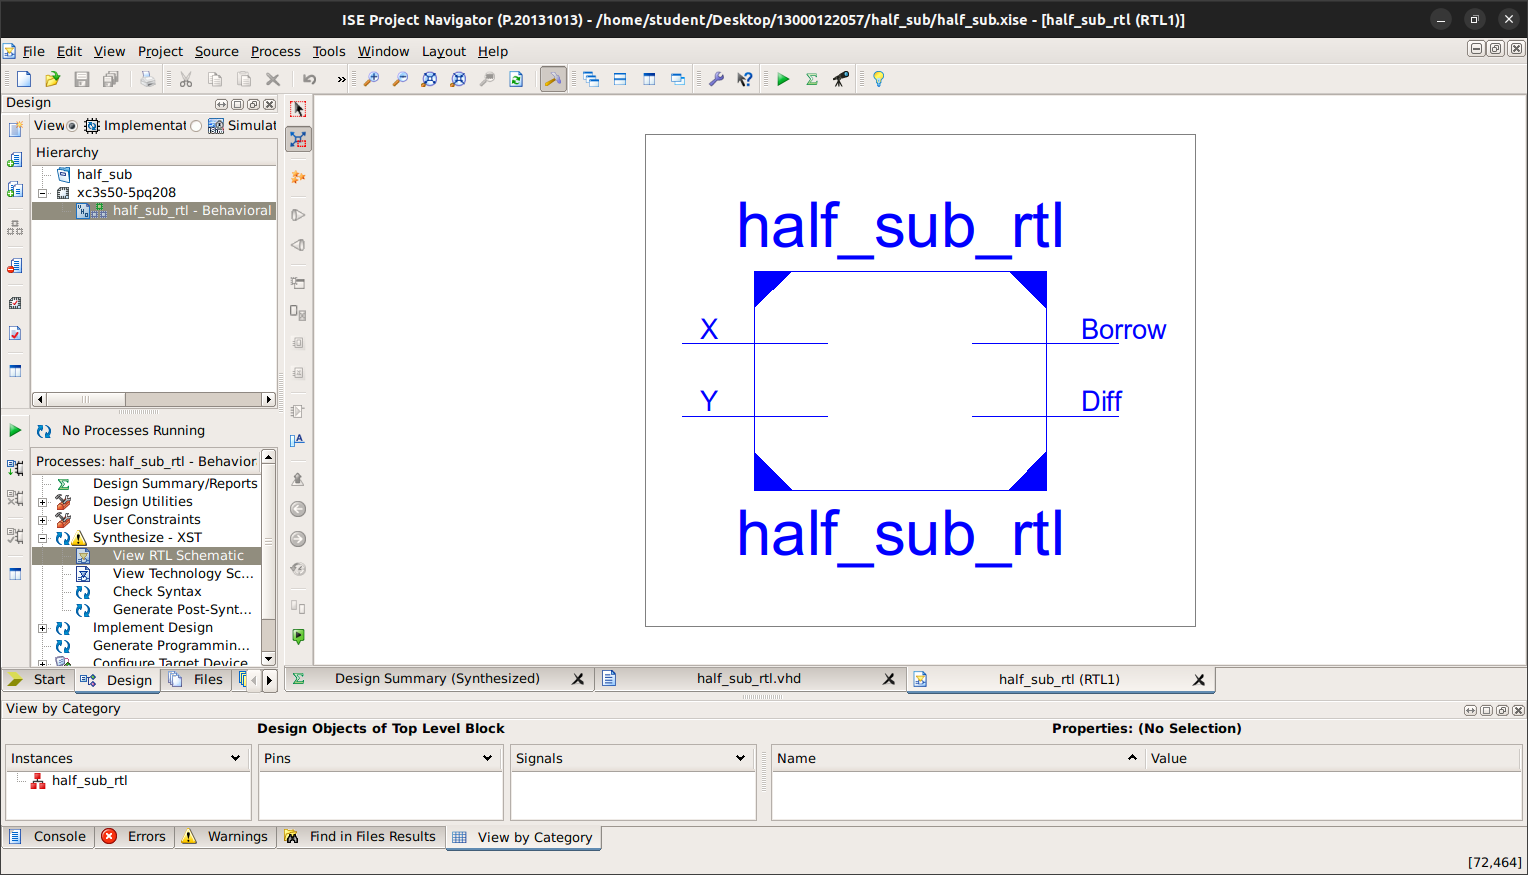 ISE Project Navigator (P.20131013) - /home/student/Desktop/13000122057/half_sub/half_sub.xise - [half_sub_rtl (RTL1)]
File Edit View Project Source Process Tools Window Layout Help
»
Design
View Implementat Simulat
Hierarchy
half_sub
xc3s50-5pq208
half_sub_rtl - Behavioral
No Processes Running
Processes: half_sub_rtl - Behavior
Design Summary/Reports
Design Utilities
User Constraints
Synthesize - XST
View RTL Schematic
View Technology Sc...
Check Syntax
Generate Post-Synt...
Implement Design
Generate Programmin...
Configure Target Device
Start Design Files
half_sub_rtl
X Borrow
Y Diff
half_sub_rtl
Design Summary (Synthesized) half_sub_rtl.vhd half_sub_rtl (RTL1)
View by Category
Design Objects of Top Level Block Properties: (No Selection)
Instances Pins Signals Name Value
half_sub_rtl
Console Errors Warnings Find in Files Results View by Category
[72,464]